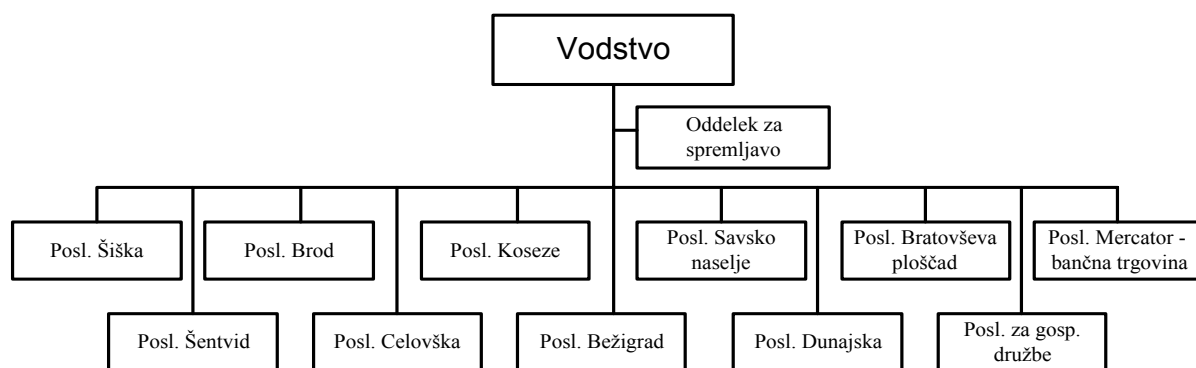 Vodstvo
Oddelek za
spremljavo
Posl. Šiška
Posl. Brod
Posl. Koseze
Posl. Savsko
naselje
Posl. Bratovševa
ploščad
Posl. Mercator -
bančna trgovina
Posl. Šentvid
Posl. Celovška
Posl. Bežigrad
Posl. Dunajska
Posl. za gosp.
družbe